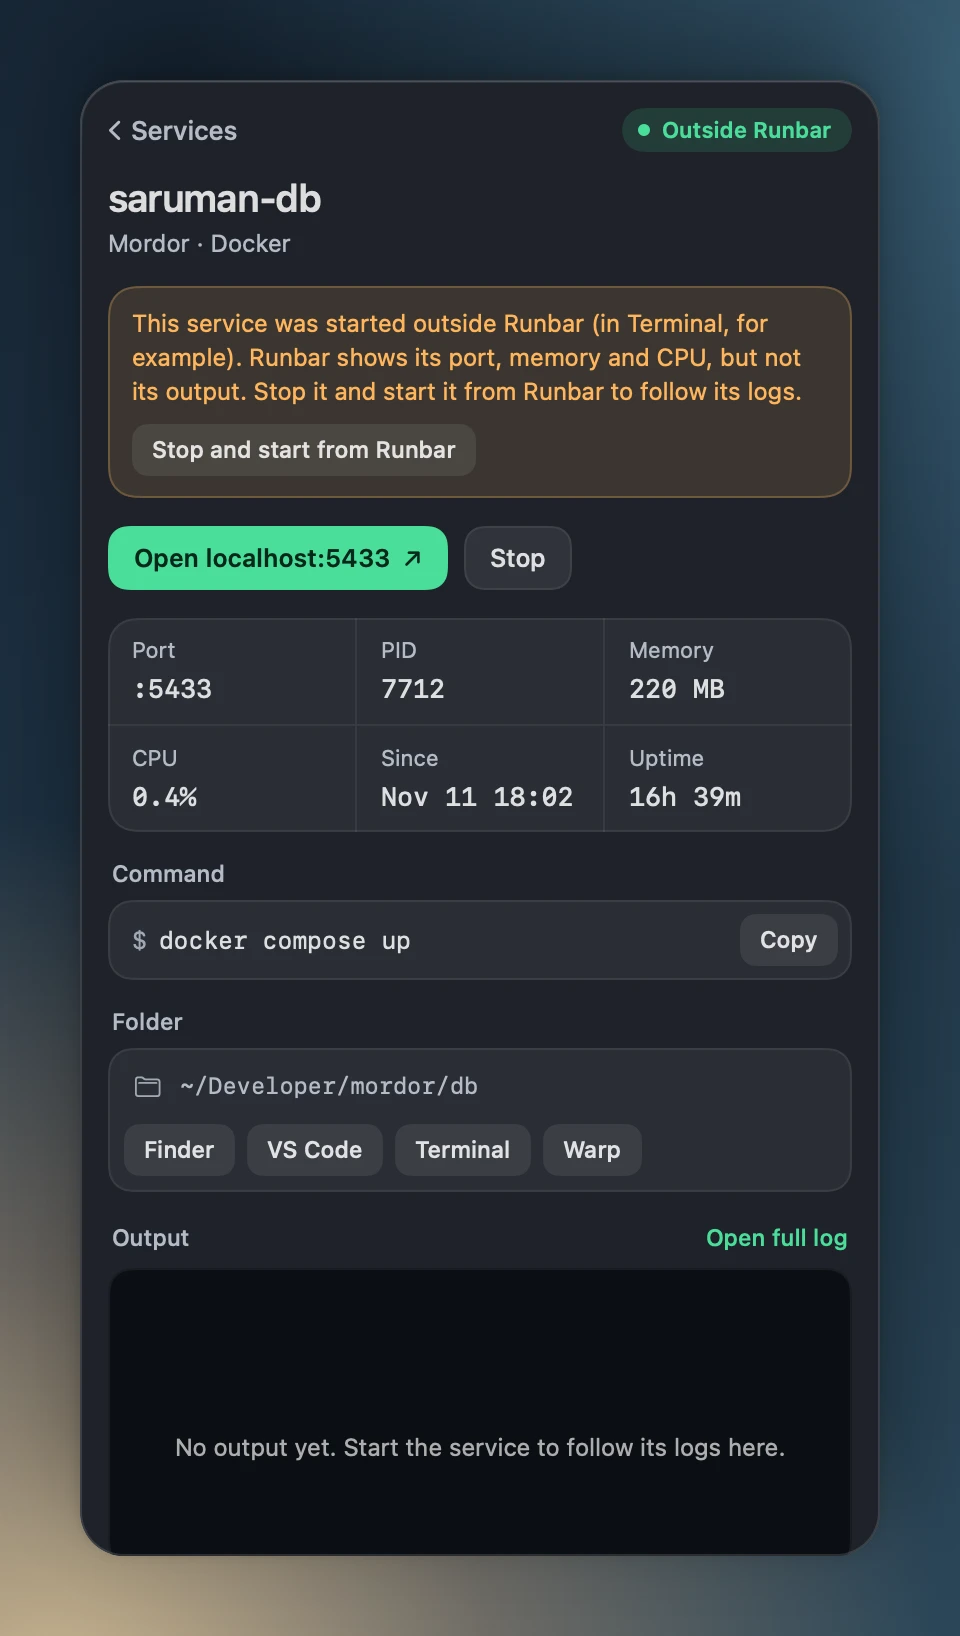 Services
Outside Runbar
saruman-db
Mordor · Docker
This service was started outside Runbar (in Terminal, for
example). Runbar shows its port, memory and CPU, but not
its output. Stop it and start it from Runbar to follow its logs.
Stop and start from Runbar
Open localhost:5433 ↗
Stop
Port
:5433
PID
7712
Memory
220 MB
CPU
0.4%
Since
Nov 11 18:02
Uptime
16h 39m
Command
$ docker compose up
Copy
Folder
~/Developer/mordor/db
Finder
VS Code
Terminal
Warp
Output
Open full log
No output yet. Start the service to follow its logs here.